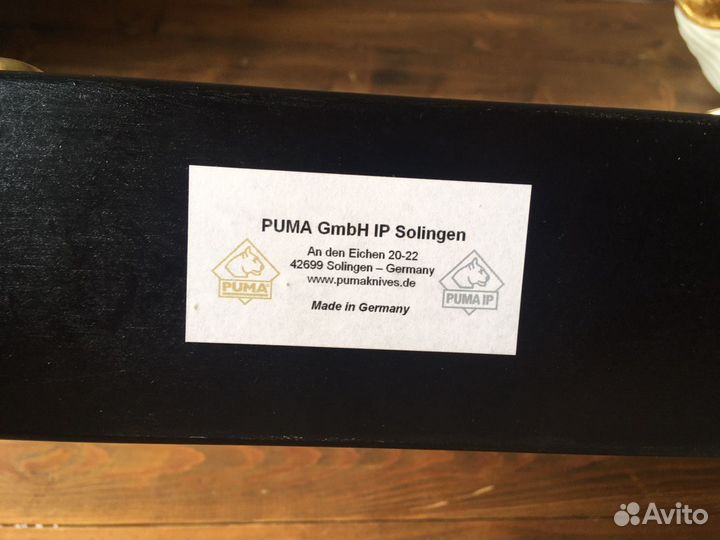 PUMA GmbH IP Solingen
An den Eichen 20-22
42699 Solingen – Germany
www.pumaknives.de
Made in Germany
PUMA®
PUMA IP
Avito